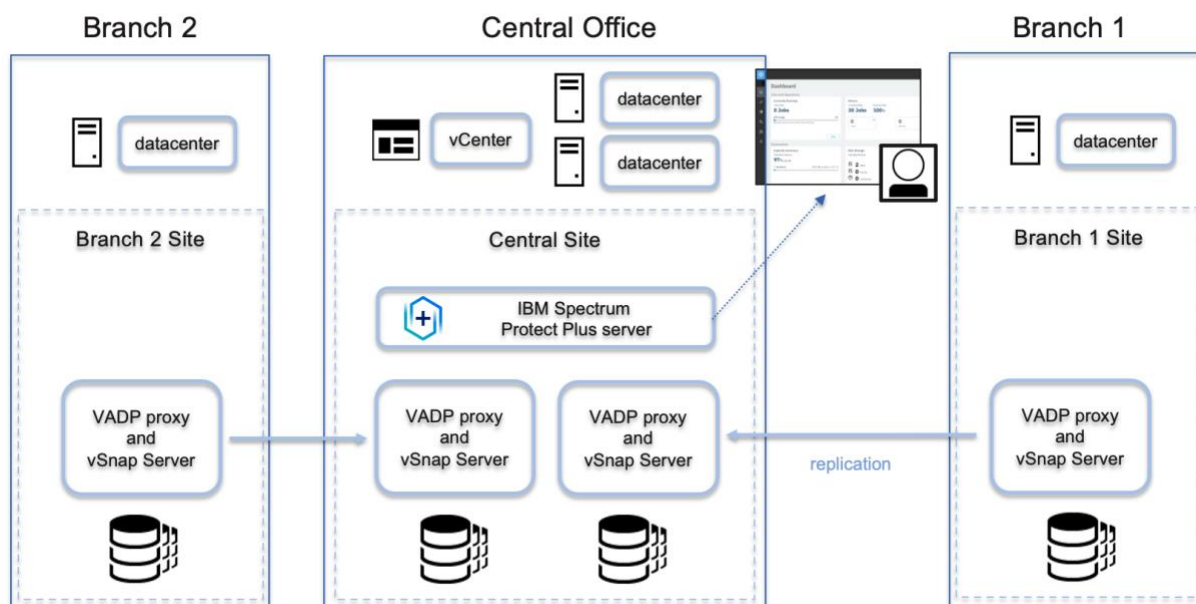 Branch 2
Central Office
Branch 1
datacenter
vCenter
datacenter
datacenter
Dashboard
datacenter
Branch 2 Site
Central Site
Branch 1 Site
IBM Spectrum
Protect Plus server
VADP proxy
and
vSnap Server
VADP proxy
and
vSnap Server
VADP proxy
and
vSnap Server
replication
VADP proxy
and
vSnap Server